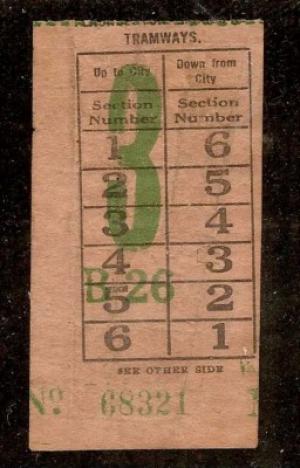 TRAMWAYS.
Up to City Down from City
Section Number Section Number
3
1 6
2 5
3 4
4 3
B 26
5 2
6 1
SEE OTHER SIDE
Nº 68321